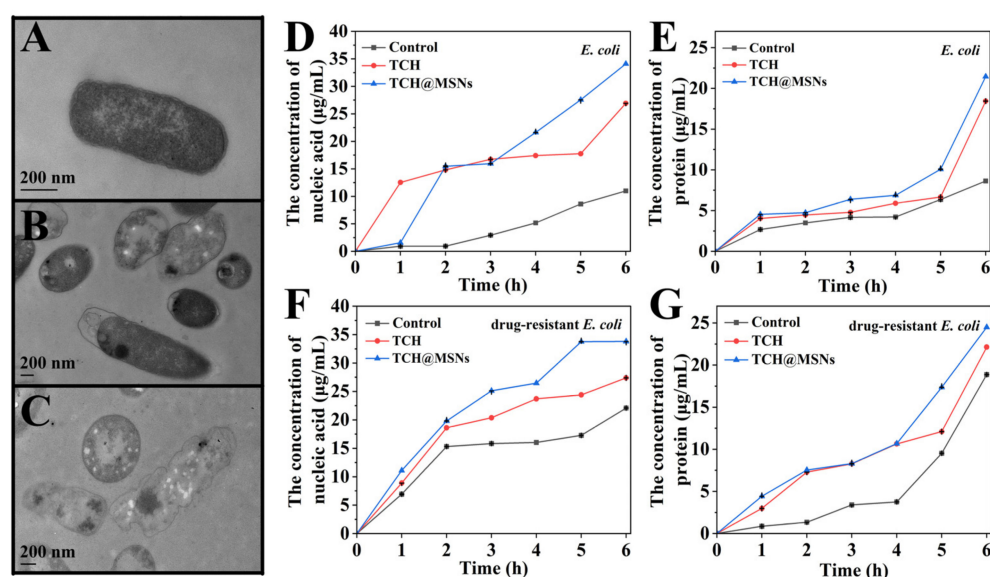 A
200 nm
B
200 nm
C
200 nm
D
The concentration of
nucleic acid (μg/mL)
40
35
30
25
20
15
10
5
0
Control
TCH
TCH@MSNs
E. coli
0 1 2 3 4 5 6
Time (h)
E
The concentration of
protein (μg/mL)
25
20
15
10
5
0
Control
TCH
TCH@MSNs
E. coli
0 1 2 3 4 5 6
Time (h)
F
The concentration of
nucleic acid (μg/mL)
40
35
30
25
20
15
10
5
0
Control
TCH
TCH@MSNs
drug-resistant E. coli
0 1 2 3 4 5 6
Time (h)
G
The concentration of
protein (μg/mL)
25
20
15
10
5
0
Control
TCH
TCH@MSNs
drug-resistant E. coli
0 1 2 3 4 5 6
Time (h)